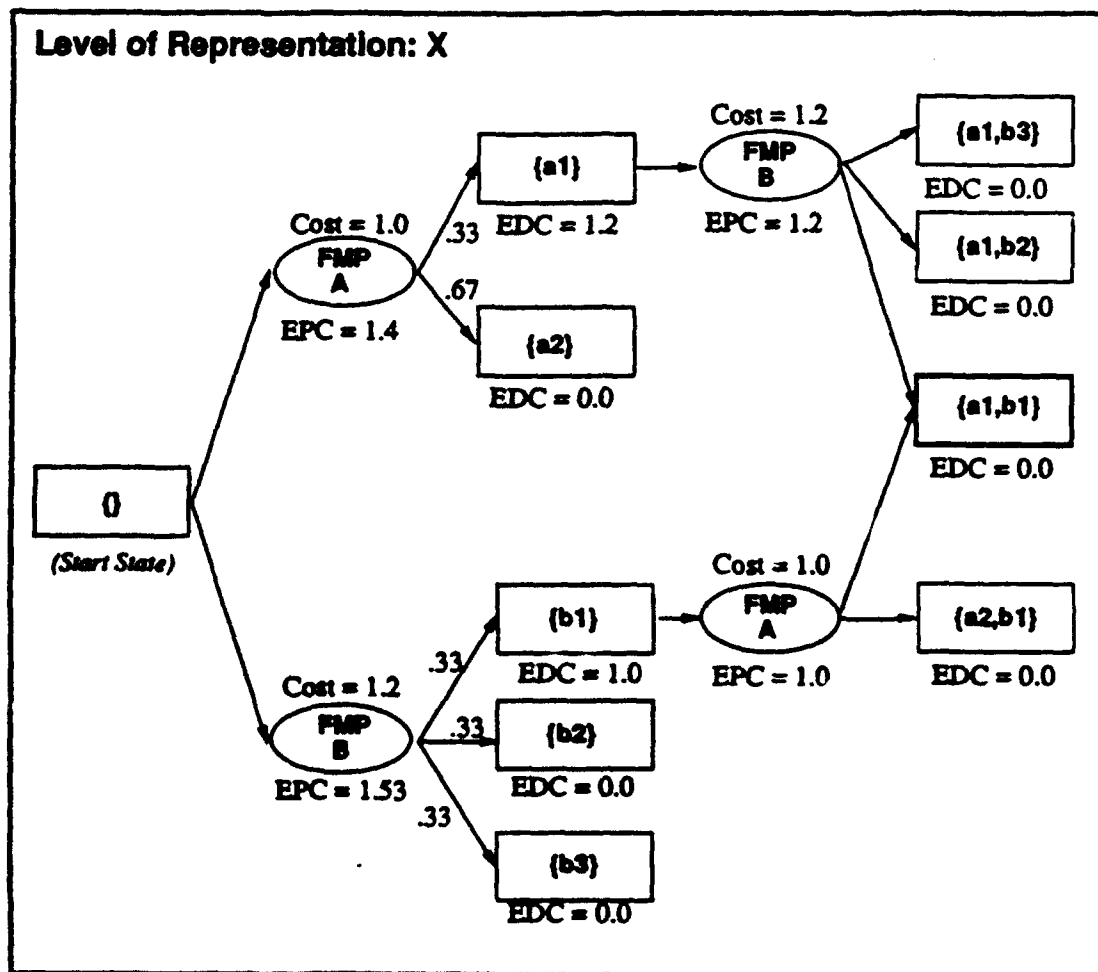 Level of Representation: X
Cost = 1.0
FMP
A
EPC = 1.4
.33
.67
{a1}
EDC = 1.2
{a2}
EDC = 0.0
Cost = 1.2
FMP
B
EPC = 1.2
{a1,b3}
EDC = 0.0
{a1,b2}
EDC = 0.0
{a1,b1}
EDC = 0.0
{}
(Start State)
Cost = 1.2
FMP
B
EPC = 1.53
.33
.33
.33
{b1}
EDC = 1.0
{b2}
EDC = 0.0
{b3}
EDC = 0.0
Cost = 1.0
FMP
A
EPC = 1.0
{a2,b1}
EDC = 0.0